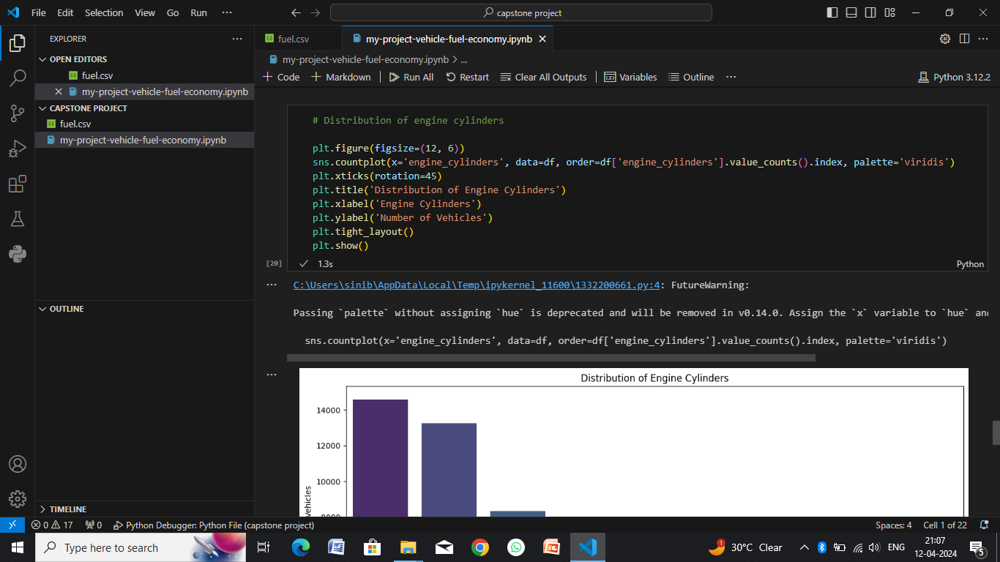 File Edit Selection View Go Run ···
capstone project
EXPLORER ···
OPEN EDITORS
fuel.csv
my-project-vehicle-fuel-economy.ipynb
CAPSTONE PROJECT
fuel.csv
my-project-vehicle-fuel-economy.ipynb
OUTLINE
TIMELINE
fuel.csv
my-project-vehicle-fuel-economy.ipynb
my-project-vehicle-fuel-economy.ipynb > ...
+ Code + Markdown | Run All Restart Clear All Outputs | Variables Outline ···
Python 3.12.2
# Distribution of engine cylinders
plt.figure(figsize=(12, 6))
sns.countplot(x='engine_cylinders', data=df, order=df['engine_cylinders'].value_counts().index, palette='viridis')
plt.xticks(rotation=45)
plt.title('Distribution of Engine Cylinders')
plt.xlabel('Engine Cylinders')
plt.ylabel('Number of Vehicles')
plt.tight_layout()
plt.show()
[20] ✓ 1.3s
Python
C:\Users\sinib\AppData\Local\Temp\ipykernel_11600\1332200661.py:4: FutureWarning:
Passing `palette` without assigning `hue` is deprecated and will be removed in v0.14.0. Assign the `x` variable to `hue` and
sns.countplot(x='engine_cylinders', data=df, order=df['engine_cylinders'].value_counts().index, palette='viridis')
Distribution of Engine Cylinders
14000
12000
10000
0 17 0 Python Debugger: Python File (capstone project)
Spaces: 4 Cell 1 of 22
Type here to search
1
30°C Clear
ENG
21:07
12-04-2024
5